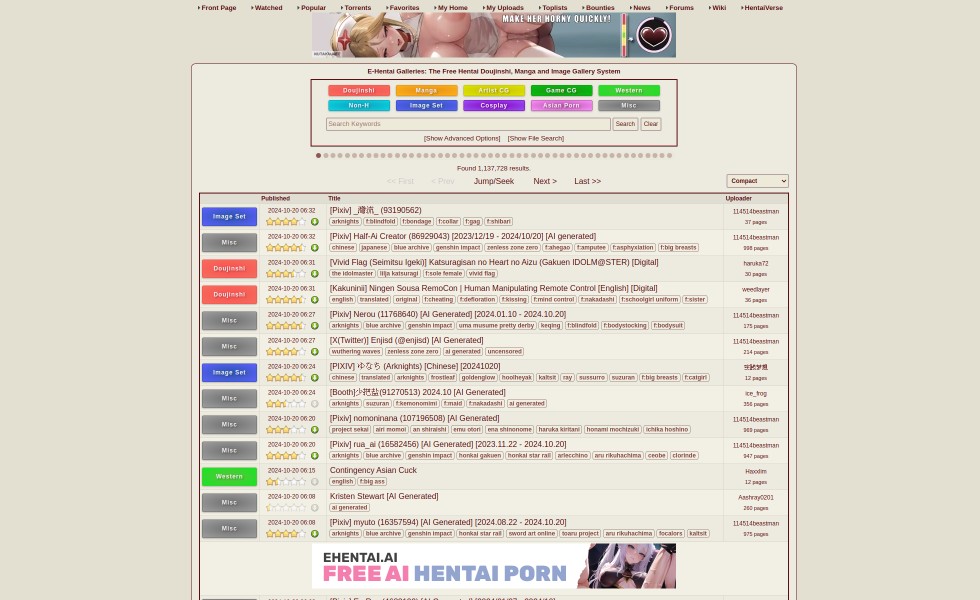 Front Page Watched Popular Torrents Favorites My Home My Uploads Toplists Bounties News Forums Wiki HentaiVerse
MAKE HER HORNY QUICKLY!
E-Hentai Galleries: The Free Hentai Doujinshi, Manga and Image Gallery System
Doujinshi Manga Artist CG Game CG Western
Non-H Image Set Cosplay Asian Porn Misc
Search Keywords Search Clear
[Show Advanced Options] [Show File Search]
Found 1,137,728 results.
<< First < Prev Jump/Seek Next > Last >> Compact
Published Title Uploader
Image Set 2024-10-20 06:32 [Pixiv] (93190562) 114514beastman
arknights f:blindfold f:bondage f:collar f:gag f:shibari 37 pages
Misc 2024-10-20 06:32 [Pixiv] Half-Ai Creator (86929043) [2023/12/19 - 2024/10/20] [AI generated] 114514beastman
chinese japanese blue archive genshin impact zenless zone zero f:ahegao f:amputee f:asphyxiation f:big breasts 998 pages
Doujinshi 2024-10-20 06:31 [Vivid Flag (Seimitsu Igeki)] Katsuragisan no Heart no Aizu (Gakuen IDOLM@STER) [Digital] haruka72
the idolmaster lilja katsuragi f:sole female vivid flag 30 pages
Doujinshi 2024-10-20 06:31 [Kakuninii] Ningen Sousa RemoCon | Human Manipulating Remote Control [English] [Digital] weedlayer
english translated original f:cheating f:defloration f:kissing f:mind control f:nakadashi f:schoolgirl uniform f:sister 36 pages
Misc 2024-10-20 06:27 [Pixiv] Nerou (11768640) [AI Generated] [2024.01.10 - 2024.10.20] 114514beastman
arknights blue archive genshin impact uma musume pretty derby keqing f:blindfold f:bodystocking f:bodysuit 175 pages
Misc 2024-10-20 06:27 [X(Twitter)] Enjisd (@enjisd) [AI Generated] 114514beastman
wuthering waves zenless zone zero ai generated uncensored 214 pages
Image Set 2024-10-20 06:24 [PIXIV] ゆなち (Arknights) [Chinese] [20241020]
chinese translated arknights frostleaf goldenglow hoolheyak kaltsit ray sussurro suzuran f:big breasts f:catgirl 12 pages
Misc 2024-10-20 06:24 [Booth] (91270513) 2024.10 [AI Generated] ice_frog
arknights suzuran f:kemonomimi f:maid f:nakadashi ai generated 356 pages
Misc 2024-10-20 06:20 [Pixiv] nomoninana (107196508) [AI Generated] 114514beastman
project sekai airi momoi an shiraishi emu otori ena shinonome haruka kiritani honami mochizuki ichika hoshino 969 pages
Misc 2024-10-20 06:20 [Pixiv] rua_ai (16582456) [AI Generated] [2023.11.22 - 2024.10.20] 114514beastman
arknights blue archive genshin impact honkai gakuen honkai star rail arlecchino aru rikuhachima ceobe clorinde 947 pages
Western 2024-10-20 06:15 Contingency Asian Cuck Haxxlim
english f:big ass 12 pages
Misc 2024-10-20 06:08 Kristen Stewart [AI Generated] Aashray0201
ai generated 260 pages
Misc 2024-10-20 06:08 [Pixiv] myuto (16357594) [AI Generated] [2024.08.22 - 2024.10.20] 114514beastman
arknights blue archive genshin impact honkai star rail sword art online toaru project aru rikuhachima focalors kaltsit 975 pages
EHENTAI.AI
FREE AI HENTAI PORN